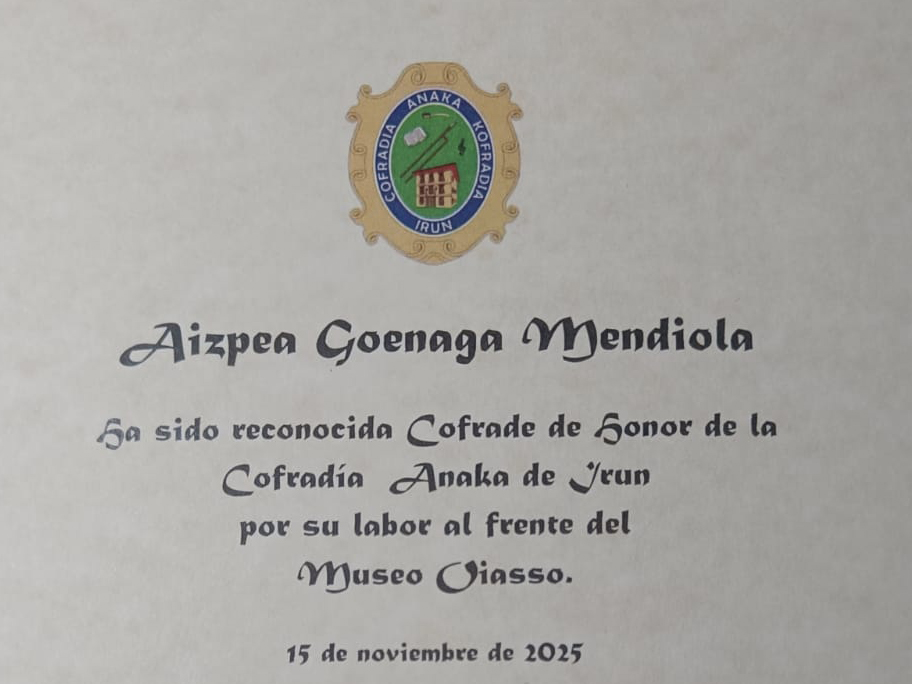 COFRADIA ANAKA KOFRADIA
IRUN
Aizpea Goenaga Mendiola
Ha sido reconocida Cofrade de Honor de la
Cofradía Anaka de Irun
por su labor al frente del
Museo Oiasso.
15 de noviembre de 2025